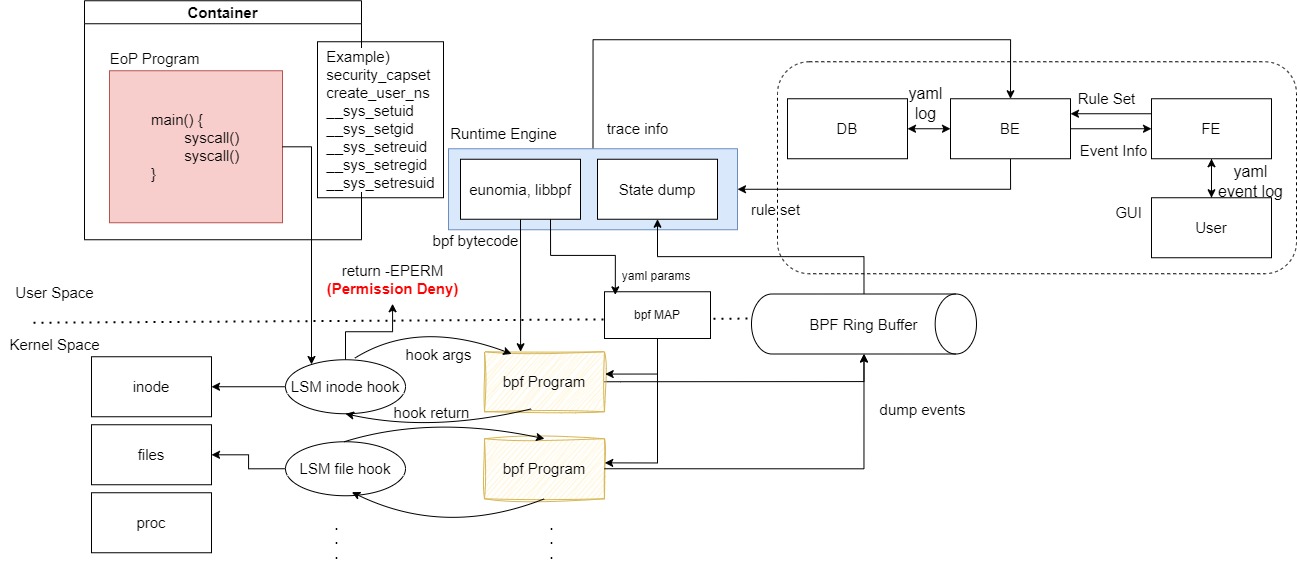 Container
EoP Program
main() {
syscall()
syscall()
}
Example)
security_capset
create_user_ns
__sys_setuid
__sys_setgid
__sys_setreuid
__sys_setregid
__sys_setresuid
Runtime Engine
eunomia, libbpf
State dump
trace info
DB
yaml
log
BE
Rule Set
Event Info
FE
yaml
event log
GUI
User
rule set
bpf bytecode
yaml params
return -EPERM
(Permission Deny)
User Space
Kernel Space
bpf MAP
BPF Ring Buffer
inode
LSM inode hook
hook args
hook return
bpf Program
dump events
files
LSM file hook
bpf Program
proc